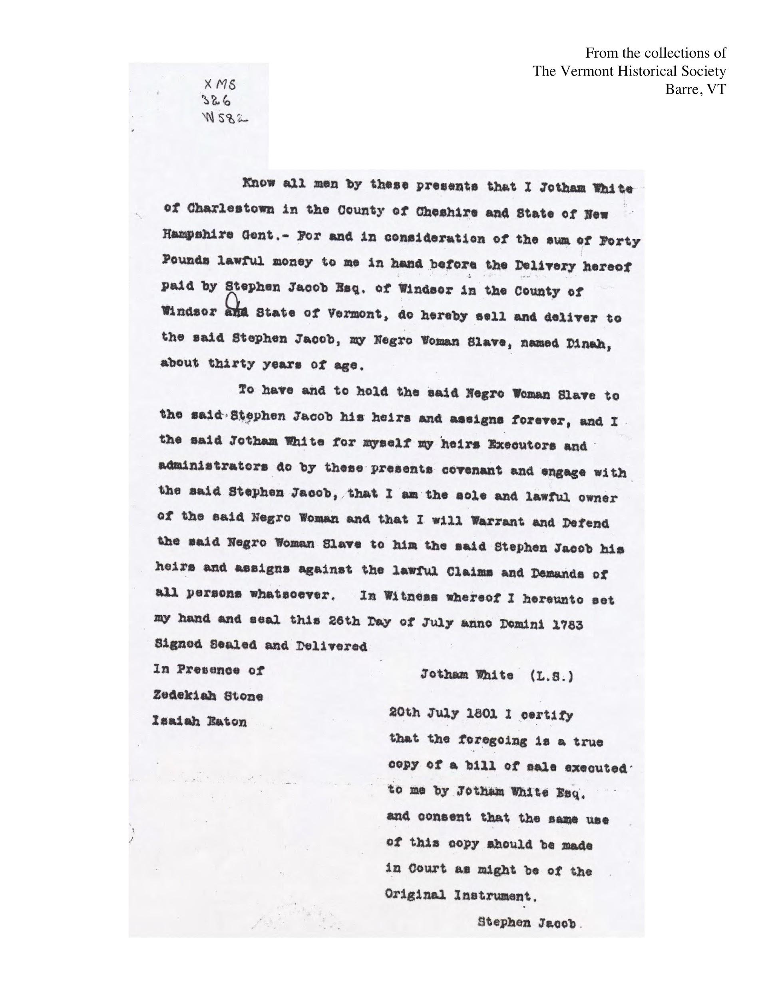 From the collections of
The Vermont Historical Society
Barre, VT
X MS
326
W582
Know all men by these presents that I Jotham White
of Charlestown in the County of Cheshire and State of New
Hampshire Gent.- For and in consideration of the sum of Forty
Pounds lawful money to me in hand before the Delivery hereof
paid by Stephen Jacob Esq. of Windsor in the County of
Windsor and State of Vermont, do hereby sell and deliver to
the said Stephen Jacob, my Negro Woman Slave, named Dinah,
about thirty years of age.
To have and to hold the said Negro Woman Slave to
the said Stephen Jacob his heirs and assigns forever, and I
the said Jotham White for myself my heirs Executors and
administrators do by these presents covenant and engage with
the said Stephen Jacob, that I am the sole and lawful owner
of the said Negro Woman and that I will Warrant and Defend
the said Negro Woman Slave to him the said Stephen Jacob his
heirs and assigns against the lawful Claims and Demands of
all persons whatsoever. In Witness whereof I hereunto set
my hand and seal this 26th Day of July anno Domini 1783
Signed Sealed and Delivered
In Presence of
Jotham White (L.S.)
Zedekiah Stone
Isaiah Eaton
20th July 1801 I certify
that the foregoing is a true
copy of a bill of sale executed
to me by Jotham White Esq.
and consent that the same use
of this copy should be made
in Court as might be of the
Original Instrument.
Stephen Jacob.